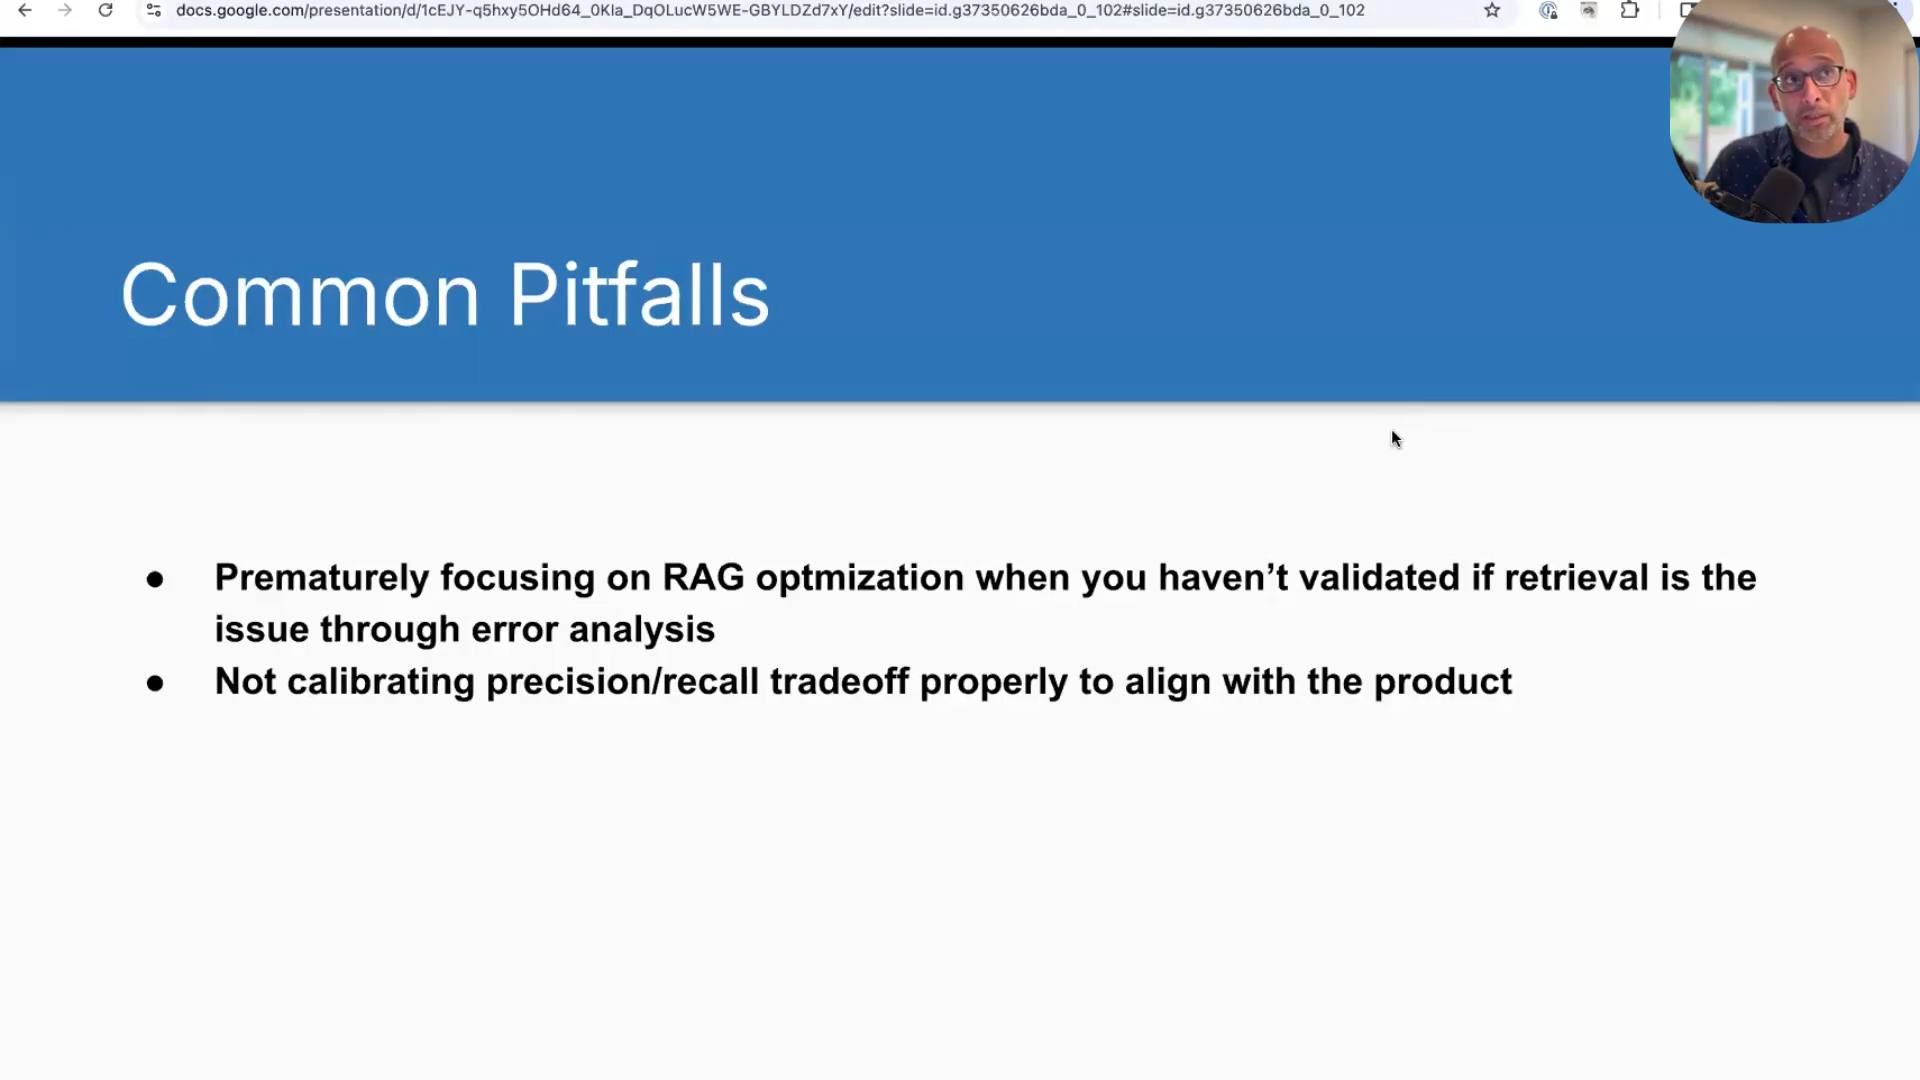 docs.google.com/presentation/d/1cEJY-q5hxy5OHd64_0Kla_DqOLucW5WE-GBYLDZd7xY/edit?slide=id.g37350626bda_0_102#slide=id.g37350626bda_0_102
Common Pitfalls
● Prematurely focusing on RAG optmization when you haven’t validated if retrieval is the
issue through error analysis
● Not calibrating precision/recall tradeoff properly to align with the product